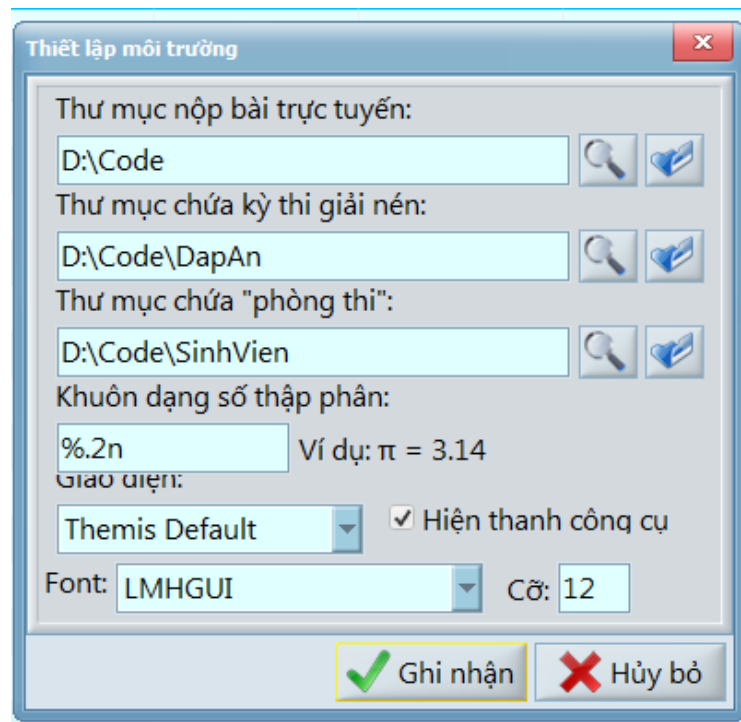 Thiết lập môi trường
Thư mục nộp bài trực tuyến:
D:\Code
Thư mục chứa kỳ thi giải nén:
D:\Code\DapAn
Thư mục chứa "phòng thi":
D:\Code\SinhVien
Khuôn dạng số thập phân:
%.2n Ví dụ: π = 3.14
Giao diện:
Themis Default Hiện thanh công cụ
Font: LMHGUI Cỡ: 12
Ghi nhận Hủy bỏ